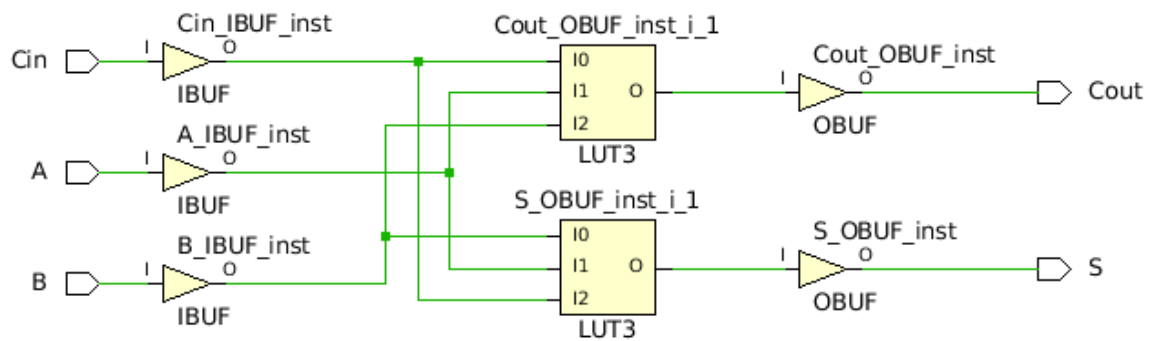 Cin_IBUF_inst
Cout_OBUF_inst_i_1
Cin
I
O
IBUF
I0
I1
I2
O
LUT3
Cout_OBUF_inst
I
O
OBUF
Cout
A_IBUF_inst
A
I
O
IBUF
S_OBUF_inst_i_1
I0
I1
I2
O
LUT3
S_OBUF_inst
I
O
OBUF
S
B_IBUF_inst
B
I
O
IBUF